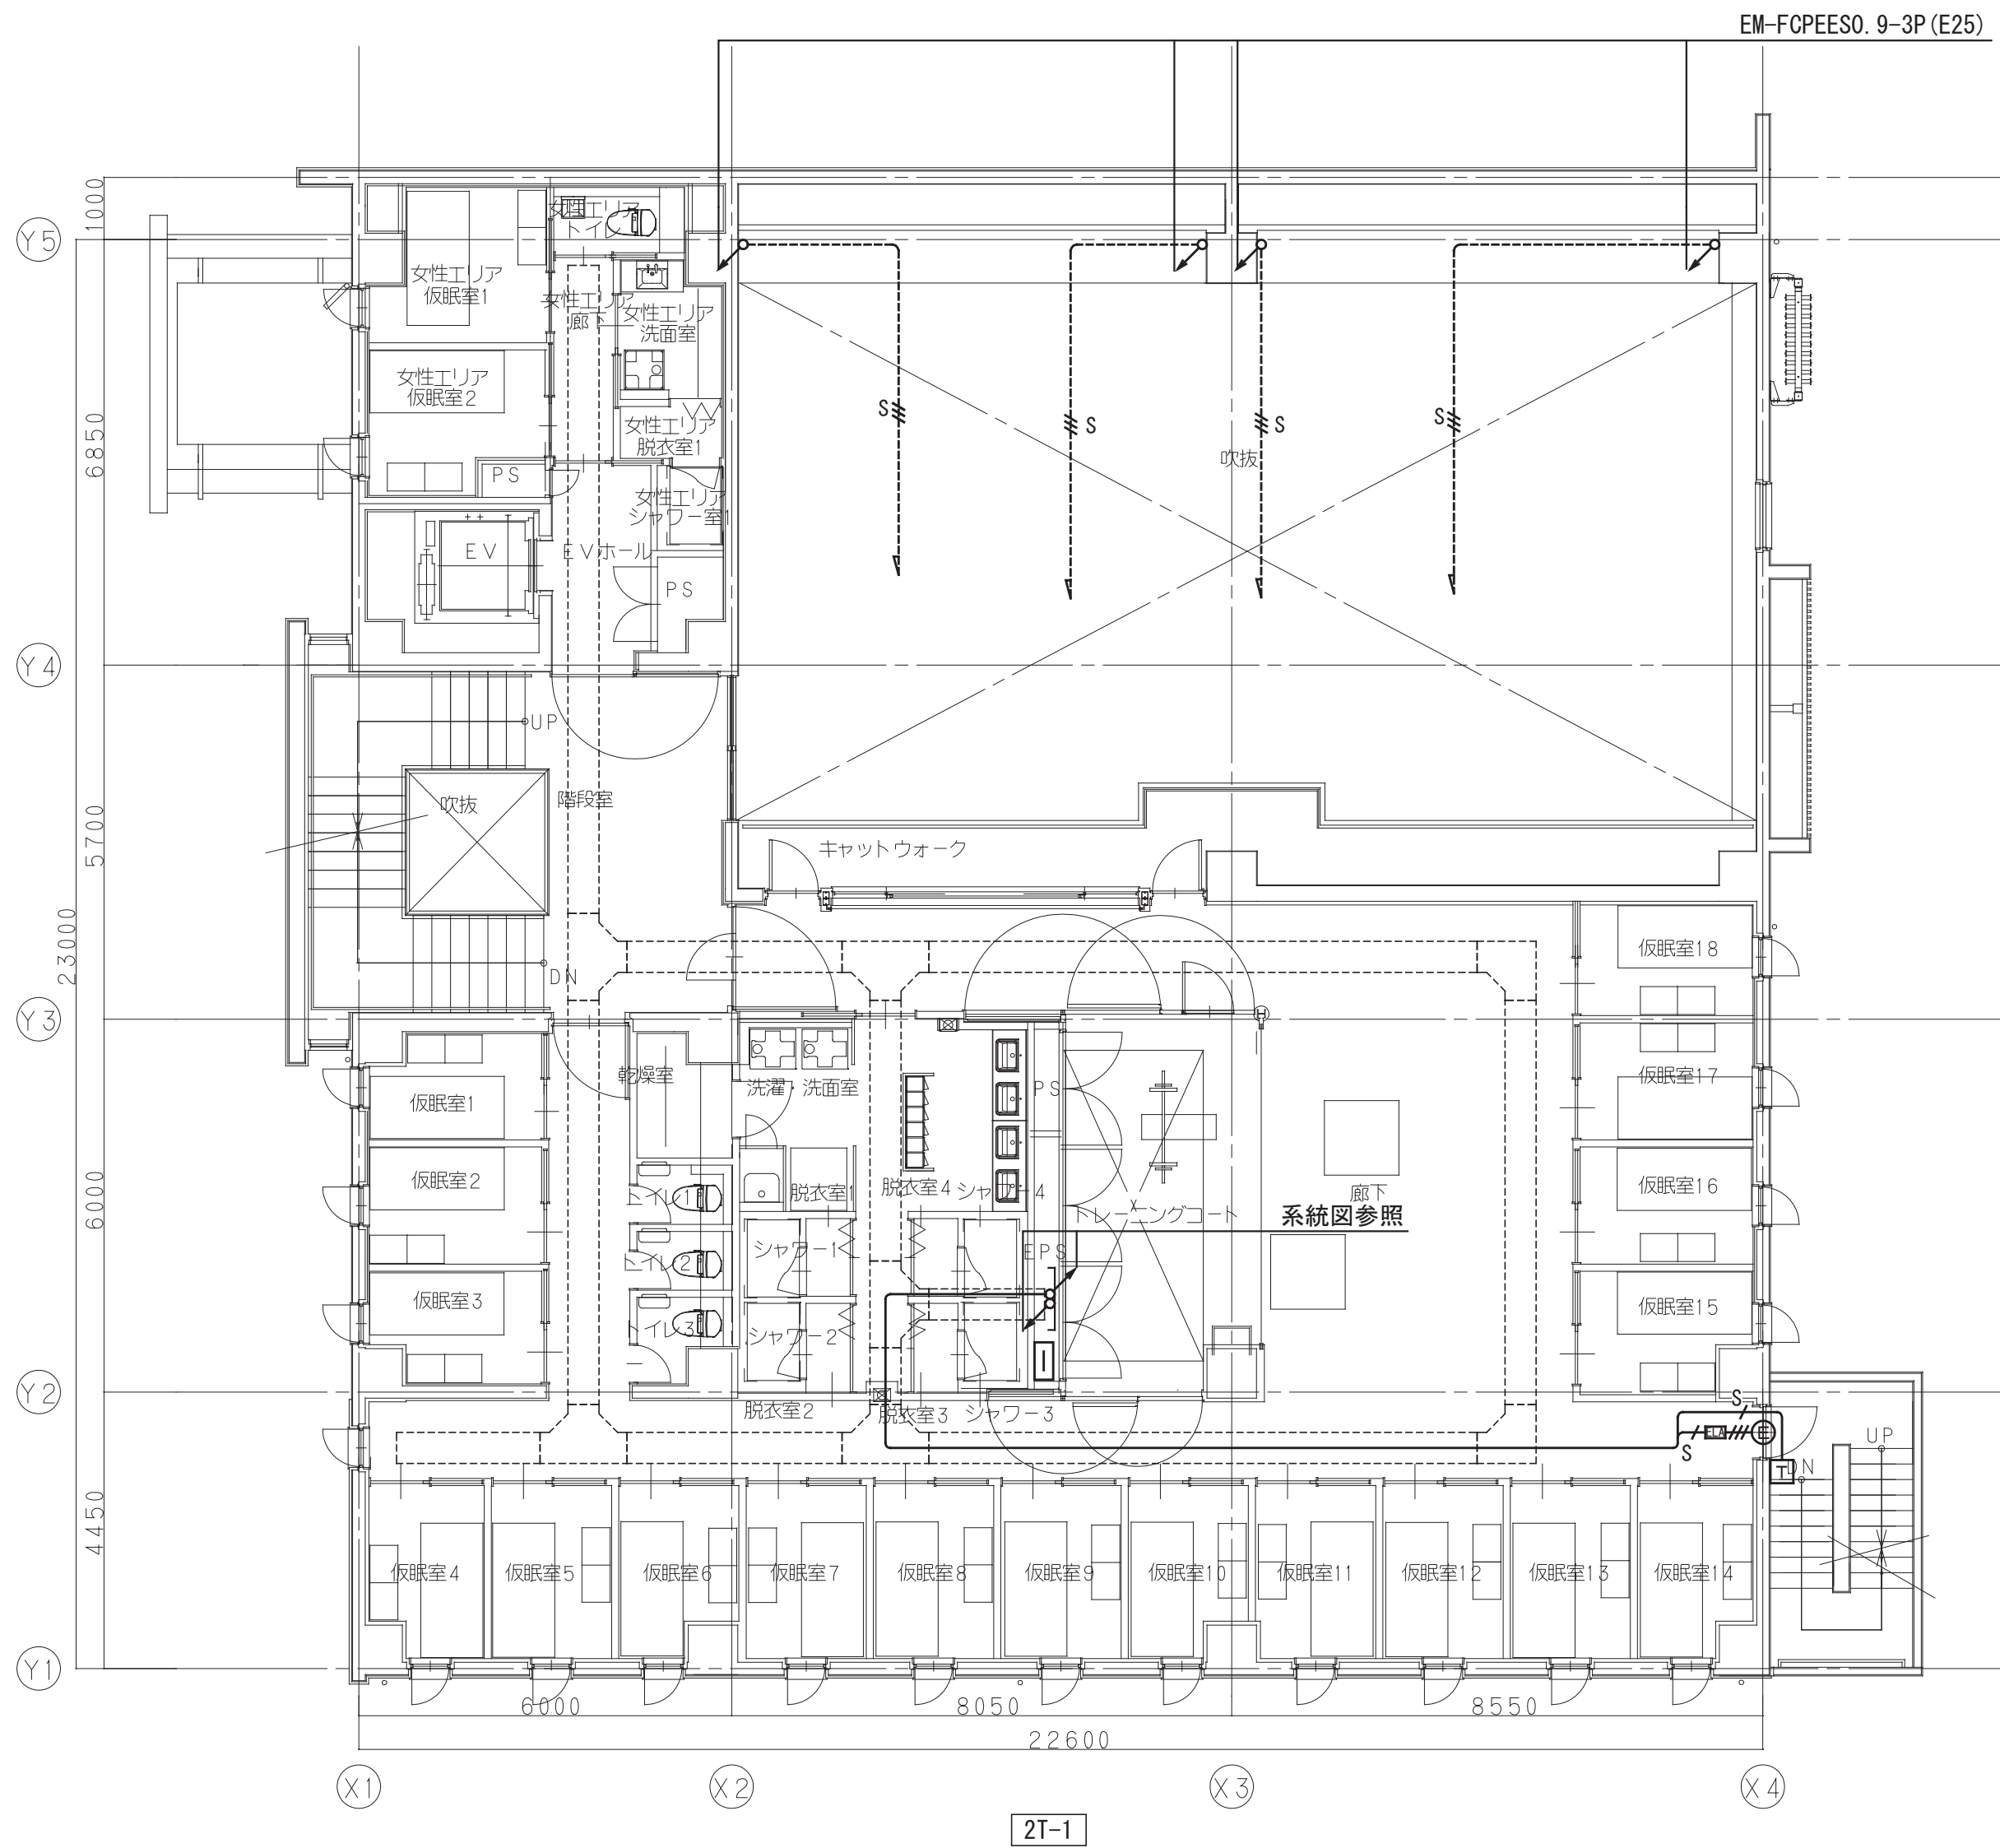 EM-FCPEES0.9-3P(E25)
1000
Y5
女性エリア
トイレ
女性エリア
仮眠室1
女性エリア
廊下
女性エリア
洗面室
女性エリア
仮眠室2
S
S
S
S
6850
女性エリア
脱衣室1
吹抜
PS
女性エリア
シャワー室1
EV
EVホール
PS
Y4
UP
吹抜
階段室
5700
キャットウォーク
23000
仮眠室18
DN
Y3
乾燥室
洗濯・洗面室
PS
仮眠室17
仮眠室1
仮眠室2
トイレ1
脱衣室1
脱衣室4
シャワー4
廊下
仮眠室16
6000
トレーニングコート
系統図参照
シャワー1
EPS
トイレ2
仮眠室3
仮眠室15
トイレ3
シャワー2
Y2
脱衣室2
脱衣室3
シャワー3
S
ELA
E
UP
S
T
DN
4450
仮眠室4
仮眠室5
仮眠室6
仮眠室7
仮眠室8
仮眠室9
仮眠室10
仮眠室11
仮眠室12
仮眠室13
仮眠室14
Y1
6000
8050
8550
22600
X1
X2
X3
X4
2T-1